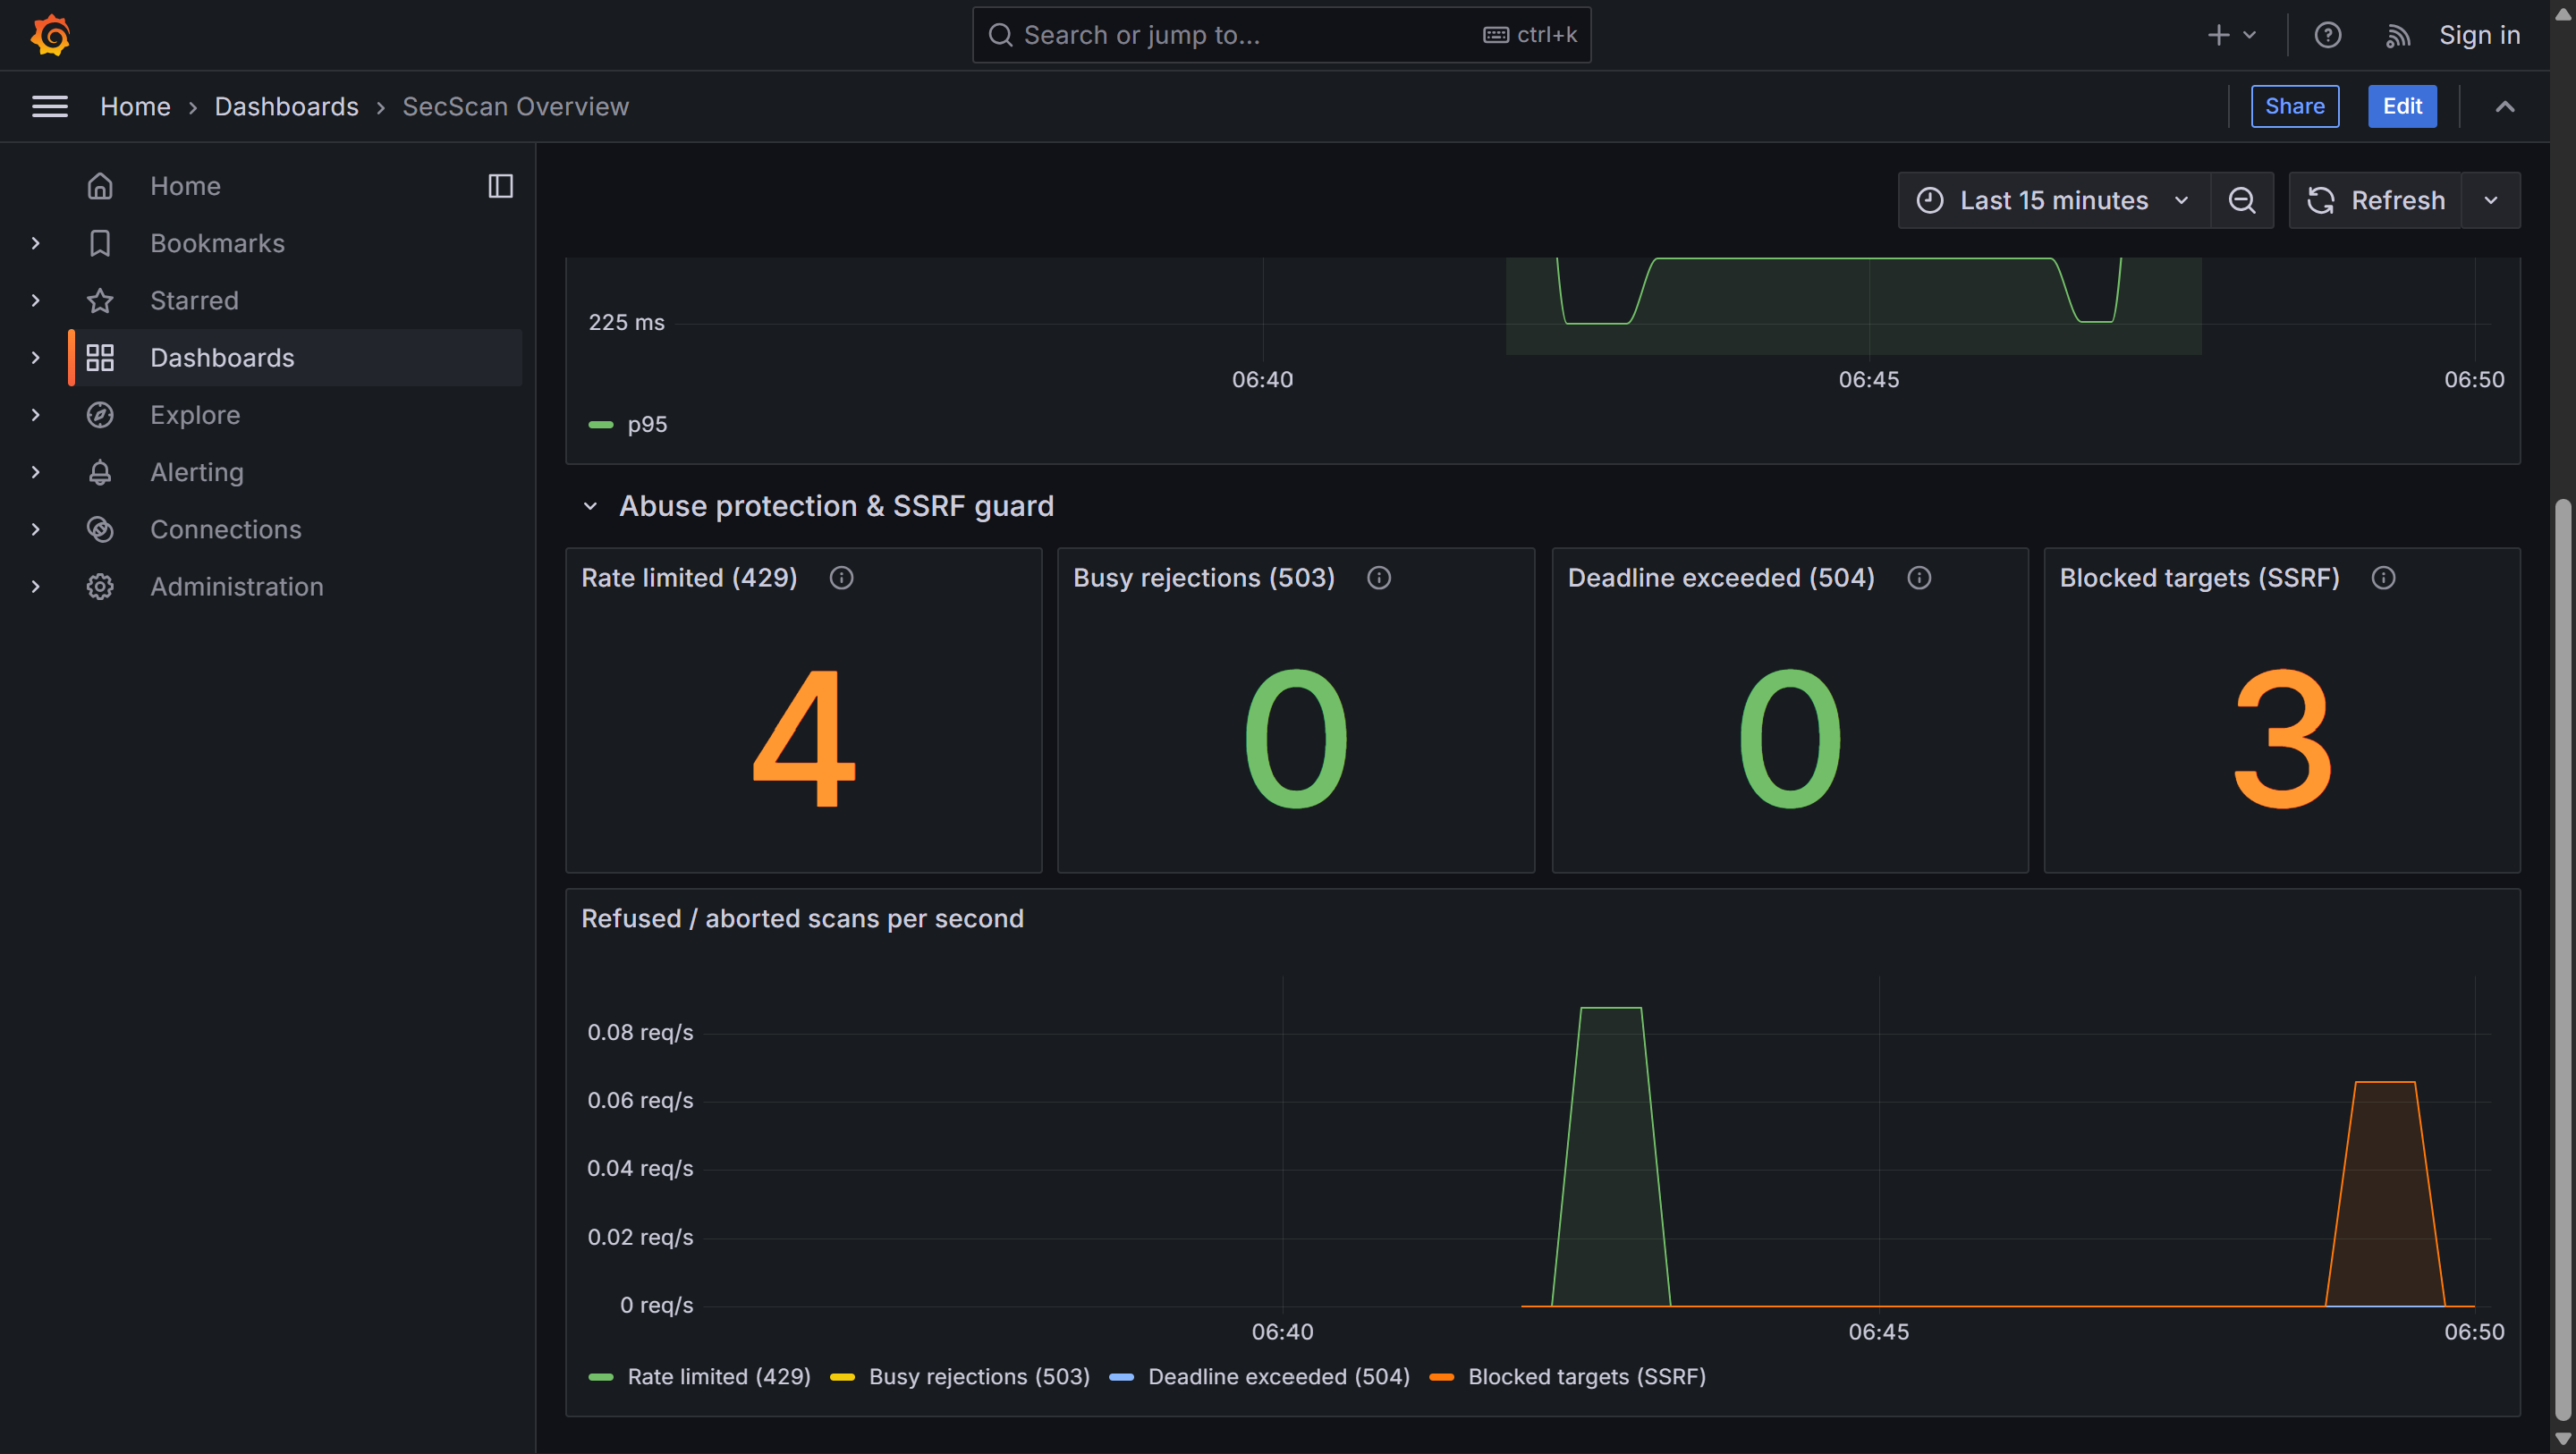 Search or jump to...
ctrl+k
Sign in
Home › Dashboards › SecScan Overview
Share
Edit
Home
Bookmarks
Starred
Dashboards
Explore
Alerting
Connections
Administration
Last 15 minutes
Refresh
225 ms
06:40 06:45 06:50
p95
Abuse protection & SSRF guard
Rate limited (429)
4
Busy rejections (503)
0
Deadline exceeded (504)
0
Blocked targets (SSRF)
3
Refused / aborted scans per second
0.08 req/s
0.06 req/s
0.04 req/s
0.02 req/s
0 req/s
06:40 06:45 06:50
Rate limited (429) Busy rejections (503) Deadline exceeded (504) Blocked targets (SSRF)